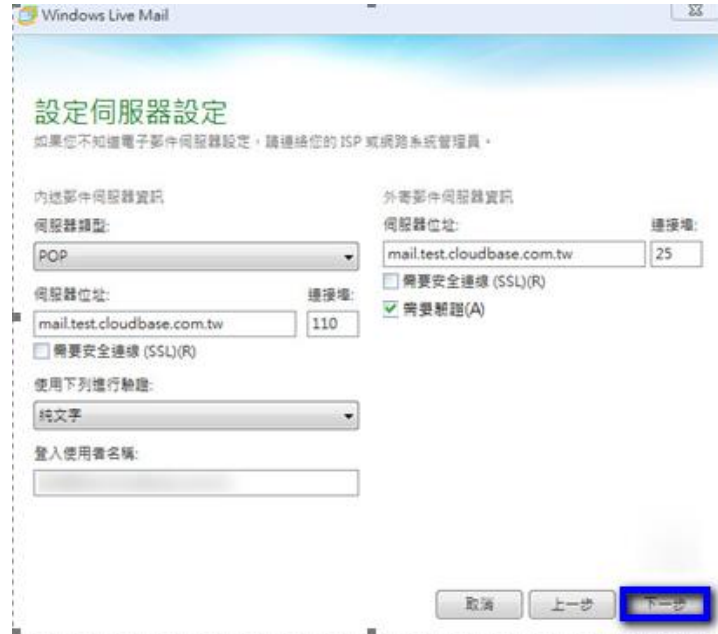 Windows Live Mail
設定伺服器設定
如果您不知道電子郵件伺服器設定，請連絡您的 ISP 或網路系統管理員。
內送郵件伺服器資訊
伺服器類型:
POP
伺服器位址:
連接埠:
mail.test.cloudbase.com.tw
110
需要安全連線 (SSL)(R)
使用下列進行驗證:
純文字
登入使用者名稱:
外寄郵件伺服器資訊
伺服器位址:
連接埠:
mail.test.cloudbase.com.tw
25
需要安全連線 (SSL)(R)
需要驗證(A)
取消
上一步
下一步